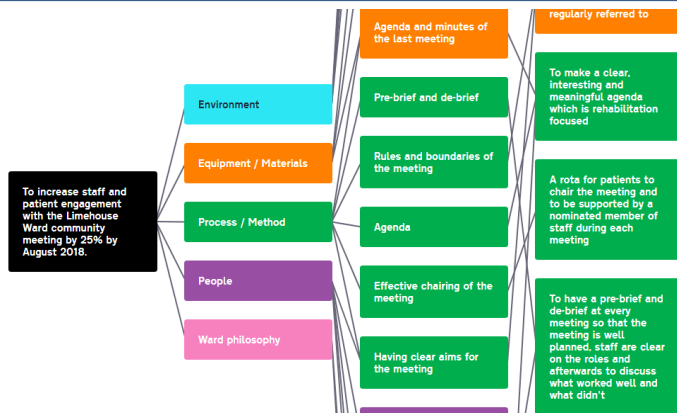 To increase staff and
patient engagement
with the Limehouse
Ward community
meeting by 25% by
August 2018.
Environment
Equipment / Materials
Process / Method
People
Ward philosophy
Agenda and minutes of
the last meeting
Pre-brief and de-brief
Rules and boundaries of
the meeting
Agenda
Effective chairing of the
meeting
Having clear aims for
the meeting
regularly referred to
To make a clear,
interesting and
meaningful agenda
which is rehabilitation
focused
A rota for patients to
chair the meeting and
to be supported by a
nominated member of
staff during each
meeting
To have a pre-brief and
de-brief at every
meeting so that the
meeting is well
planned, staff are clear
on the roles and
afterwards to discuss
what worked well and
what didn't